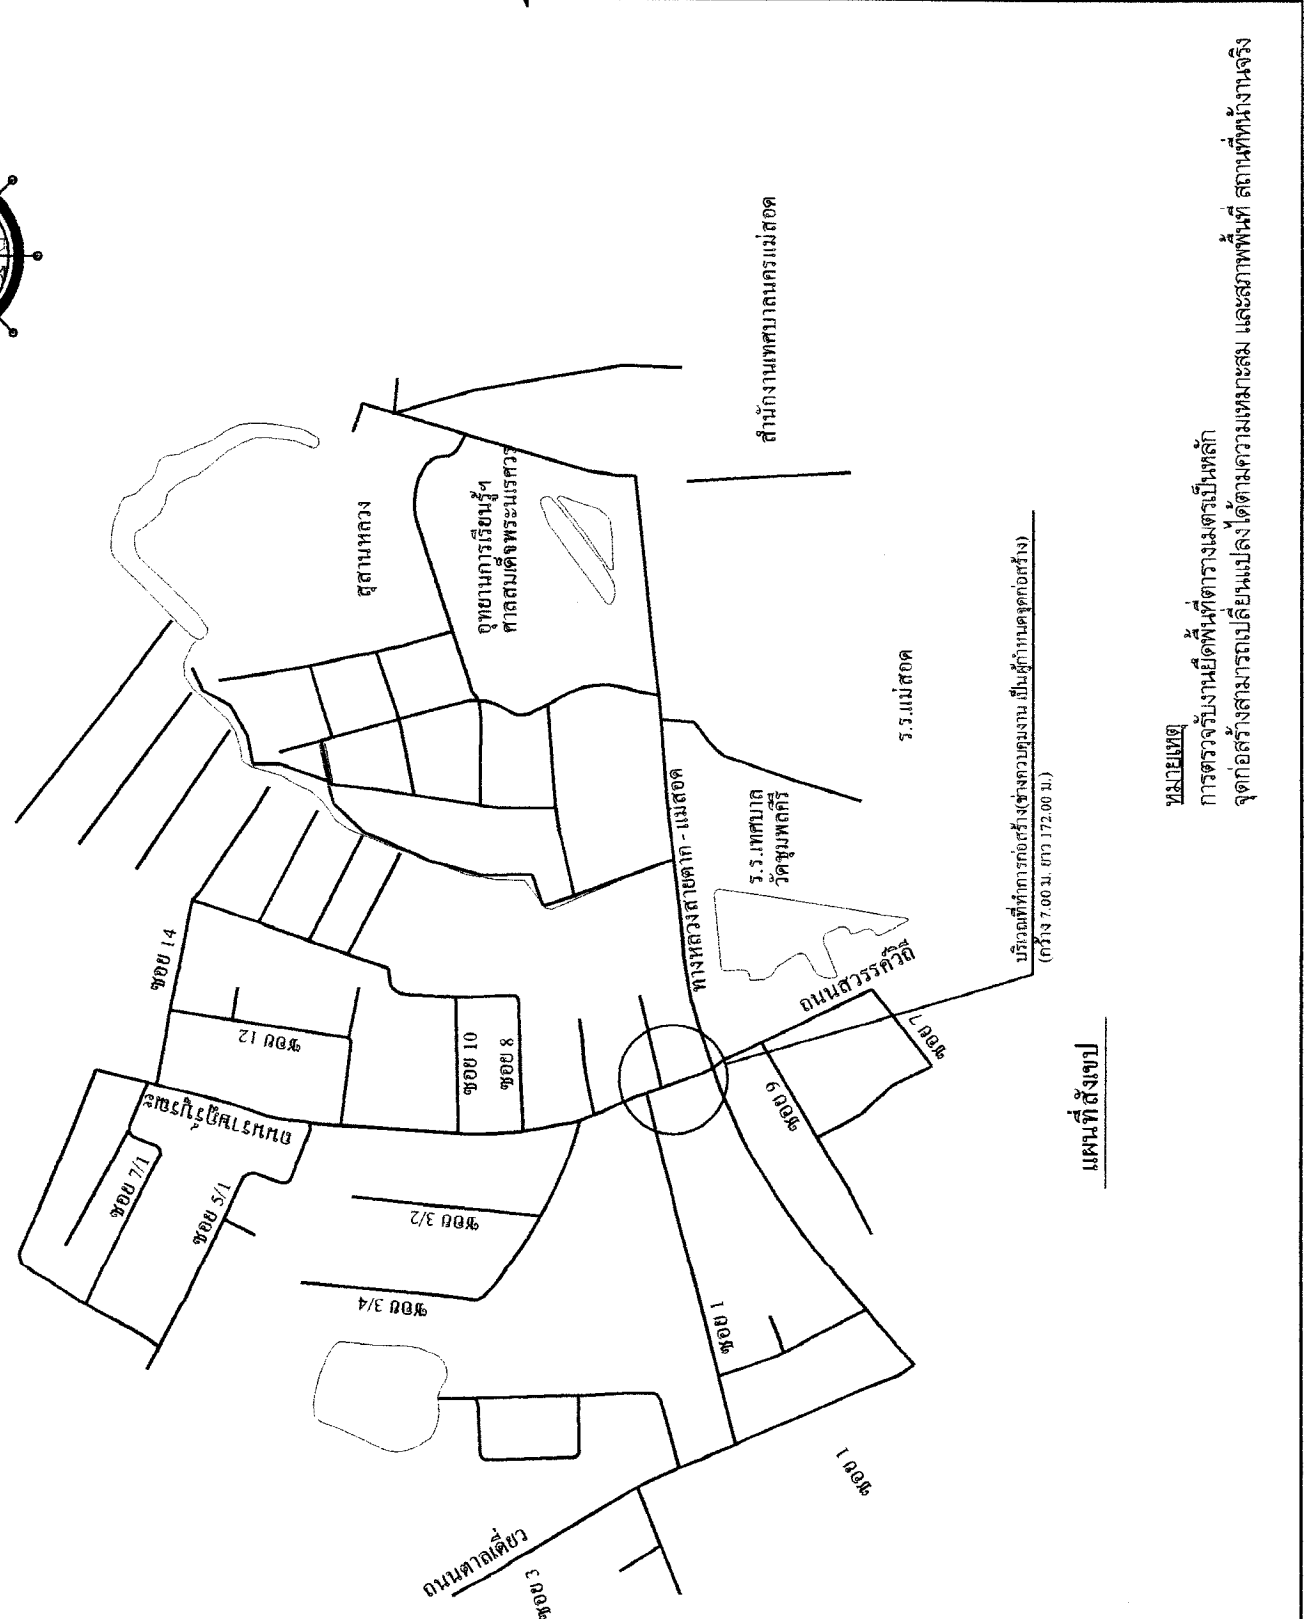 ซอย 14
ซอย 12
ซอย 10
ซอย 8
ซอย 7/1
ซอย 5/1
ถนนราษฎร์บูรณะ
ซอย 3/2
ซอย 3/4
ถนนตาลเดี่ยว
ซอย 3
ซอย 1
ซอย 1
สุสานหลวง
อุทยานการเรียนรู้ฯ
ศาลสมเด็จพระนเรศวร
ทางหลวงสายตาก - แม่สอด
สำนักงานเทศบาลนครแม่สอด
ร.ร.เทศบาล
วัดชุมพลคีรี
ร.ร.แม่สอด
ถนนสวรรค์วิถี
ซอย 7
ซอย 9
บริเวณที่ทำการก่อสร้าง(ช่างควบคุมงาน เป็นผู้กำหนดจุดก่อสร้าง)
(กว้าง 7.00 ม. ยาว 172.00 ม.)
แผนที่สังเขป
หมายเหตุ
การตรวจรับงานยึดพื้นที่ตารางเมตรเป็นหลัก
จุดก่อสร้างสามารถเปลี่ยนแปลงได้ตามความเหมาะสม และสภาพพื้นที่ สถานที่หน้างานจริง